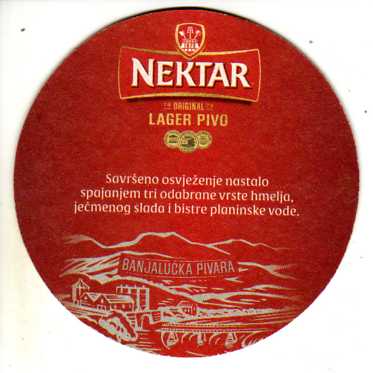 NEKTAR
ORIGINAL
LAGER PIVO
Savršeno osvježenje nastalo
spajanjem tri odabrane vrste hmelja,
ječmenog slada i bistre planinske vode.
BANJALUČKA PIVARA